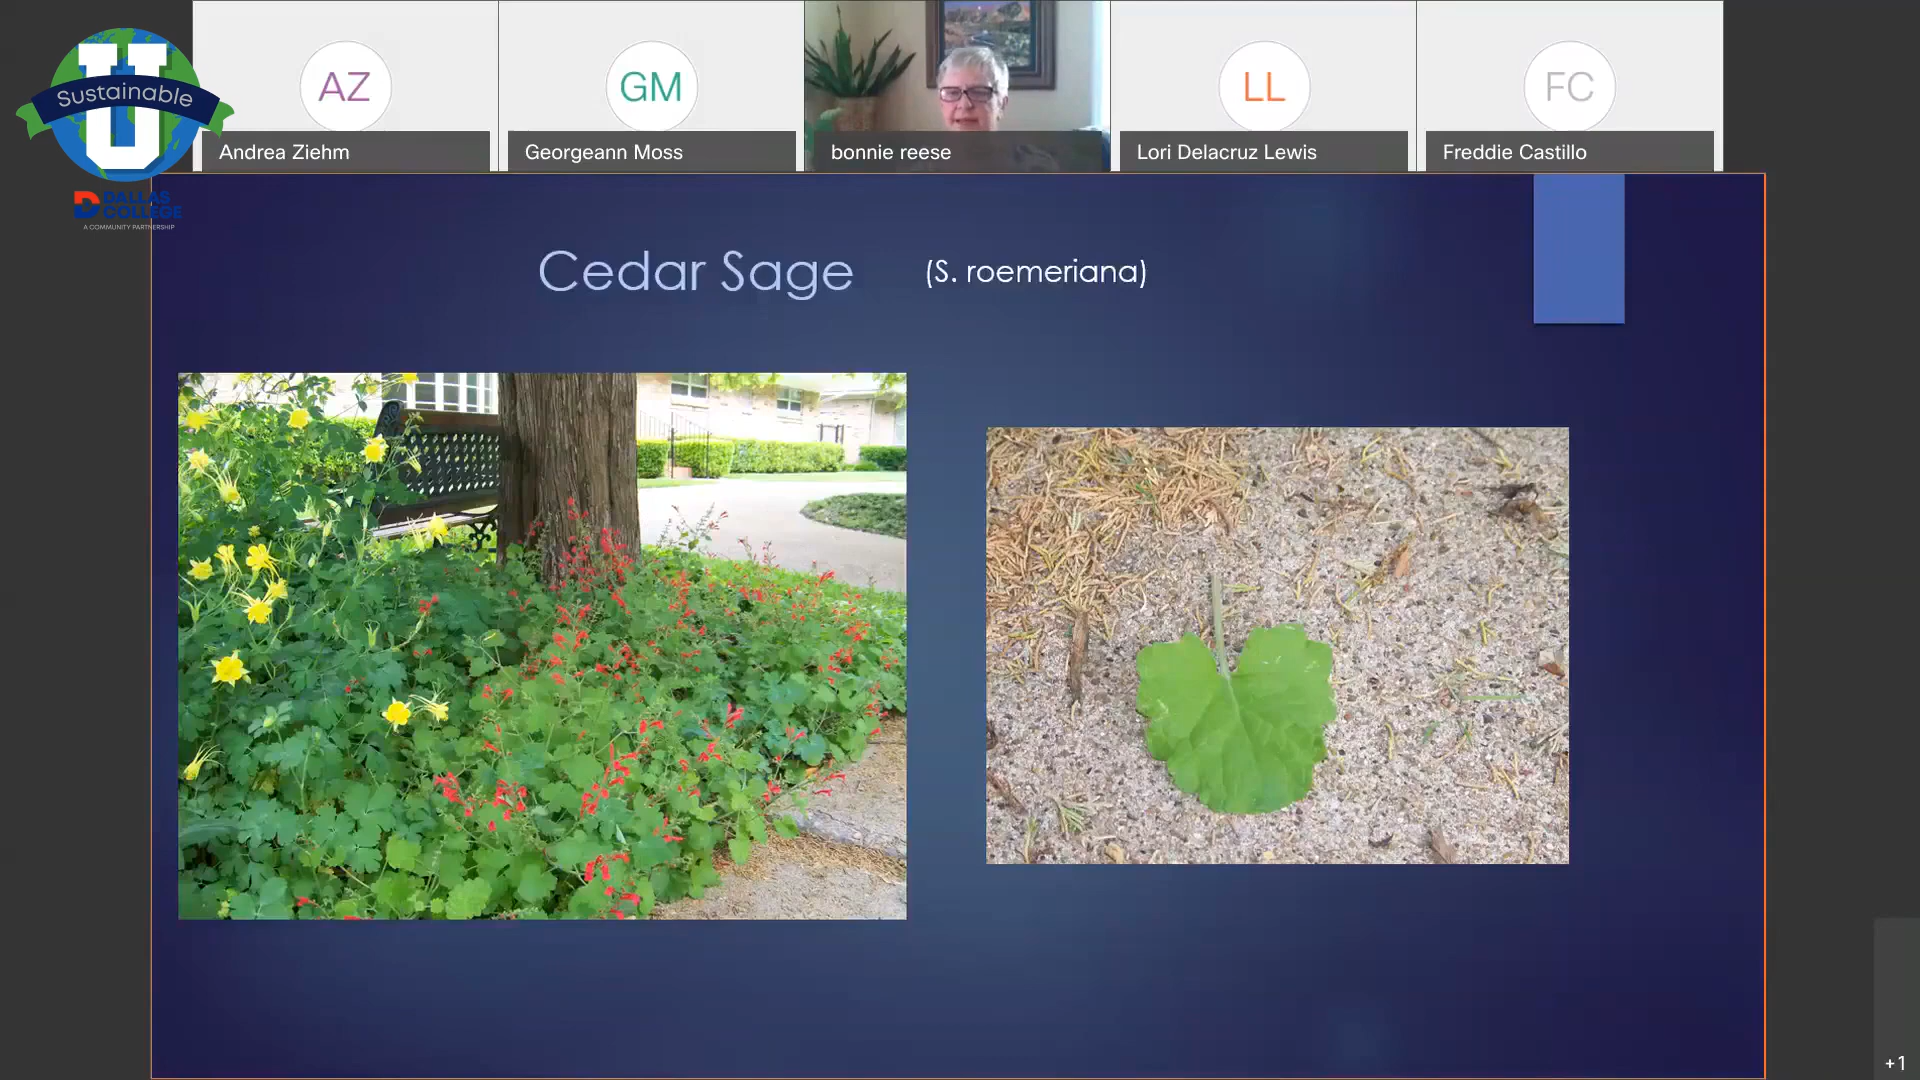 U
Sustainable
DALLAS
COLLEGE
A COMMUNITY PARTNERSHIP
AZ
Andrea Ziehm
GM
Georgeann Moss
bonnie reese
LL
Lori Delacruz Lewis
FC
Freddie Castillo
Cedar Sage (S. roemeriana)
+1